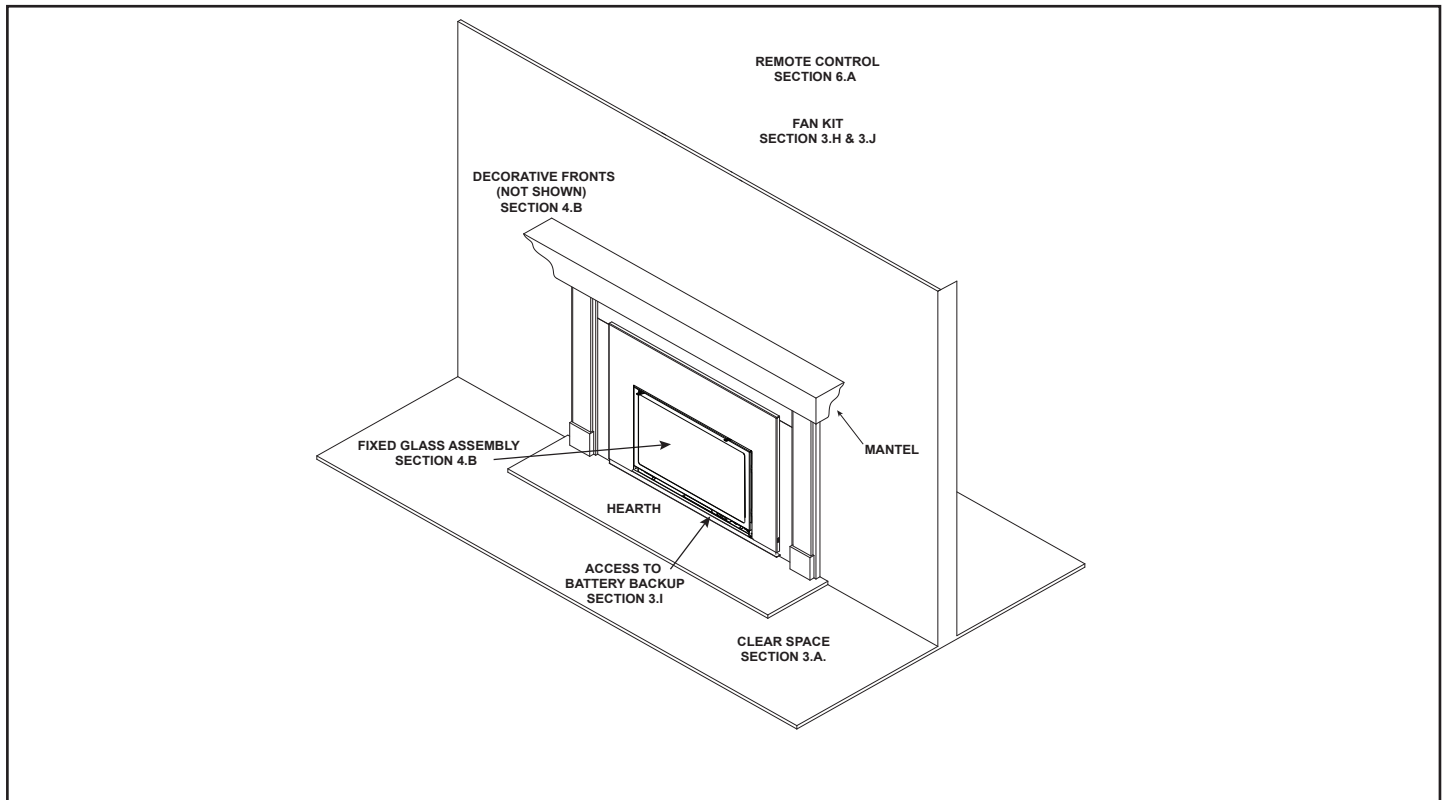 REMOTE CONTROL
SECTION 6.A
FAN KIT
SECTION 3.H & 3.J
DECORATIVE FRONTS
(NOT SHOWN)
SECTION 4.B
FIXED GLASS ASSEMBLY
SECTION 4.B
MANTEL
HEARTH
ACCESS TO
BATTERY BACKUP
SECTION 3.I
CLEAR SPACE
SECTION 3.A.